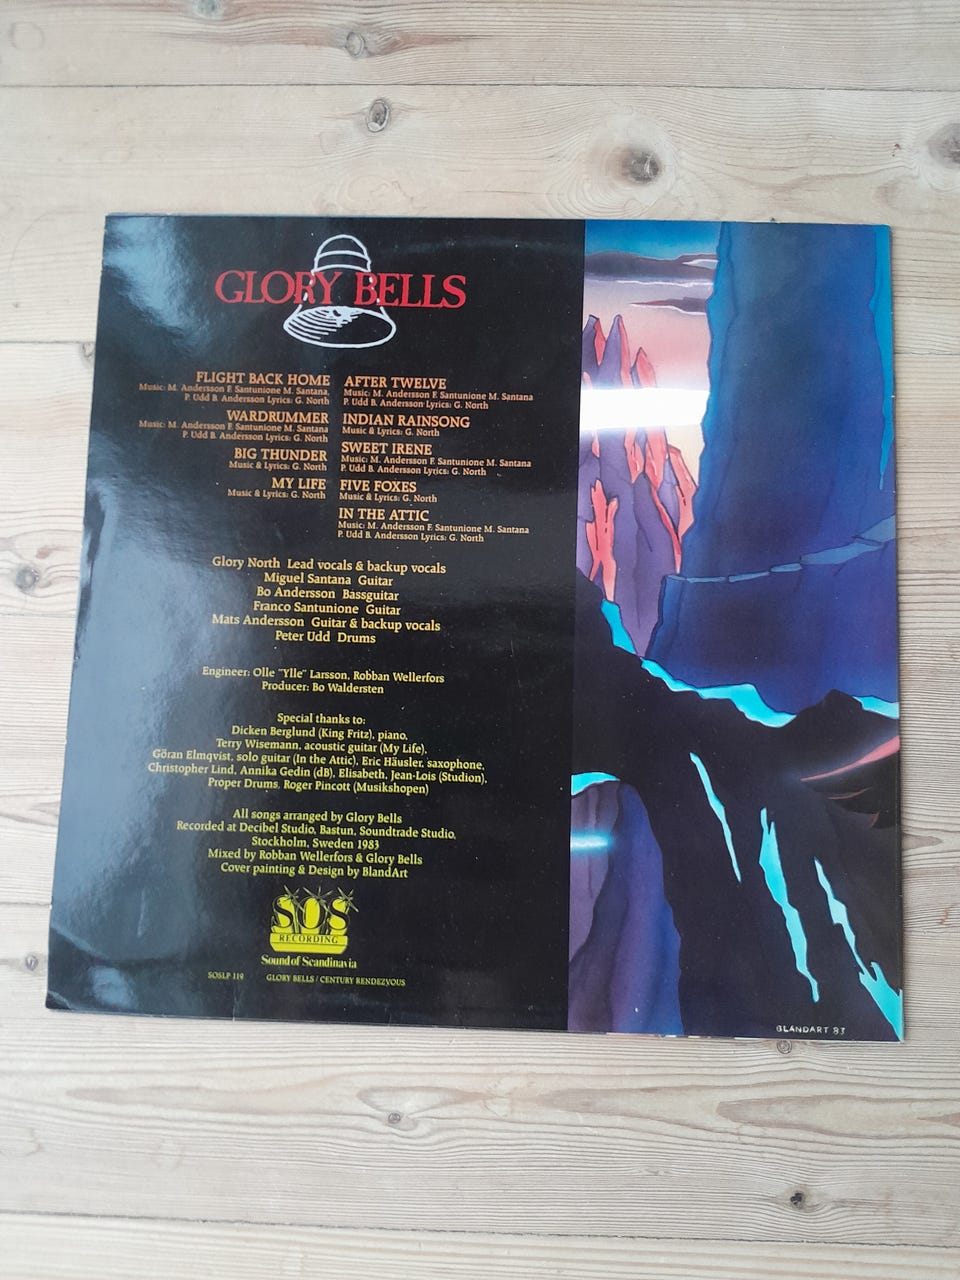 GLORY BELLS
FLIGHT BACK HOME
Music: M. Andersson F. Santunione M. Santana,
P. Udd B. Andersson Lyrics: G. North
WARDRUMMER
Music: M. Andersson F. Santunione M. Santana
P. Udd B. Andersson Lyrics: G. North
BIG THUNDER
Music & Lyrics: G. North
MY LIFE
Music & Lyrics: G. North
AFTER TWELVE
Music: M. Andersson F. Santunione M. Santana
P. Udd B. Andersson Lyrics: G. North
INDIAN RAINSONG
Music & Lyrics: G. North
SWEET IRENE
Music: M. Andersson F. Santunione M. Santana
P. Udd B. Andersson Lyrics: G. North
FIVE FOXES
Music & Lyrics: G. North
IN THE ATTIC
Music: M. Andersson F. Santunione M. Santana
P. Udd B. Andersson Lyrics: G. North
Glory North Lead vocals & backup vocals
Miguel Santana Guitar
Bo Andersson Bassguitar
Franco Santunione Guitar
Mats Andersson Guitar & backup vocals
Peter Udd Drums
Engineer: Olle "Ylle" Larsson, Robban Wellerfors
Producer: Bo Waldersten
Special thanks to:
Dicken Berglund (King Fritz), piano,
Terry Wisemann, acoustic guitar (My Life),
Göran Elmqvist, solo guitar (In the Attic), Eric Häusler, saxophone,
Christopher Lind, Annika Gedin (dB), Elisabeth, Jean-Lois (Studion),
Proper Drums, Roger Pincott (Musikshopen)
All songs arranged by Glory Bells
Recorded at Decibel Studio, Bastun, Soundtrade Studio,
Stockholm, Sweden 1983
Mixed by Robban Wellerfors & Glory Bells
Cover painting & Design by BlandArt
SOS
RECORDING
Sound of Scandinavia
SOSLP 119 GLORY BELLS / CENTURY RENDEZVOUS
BLANDART 83